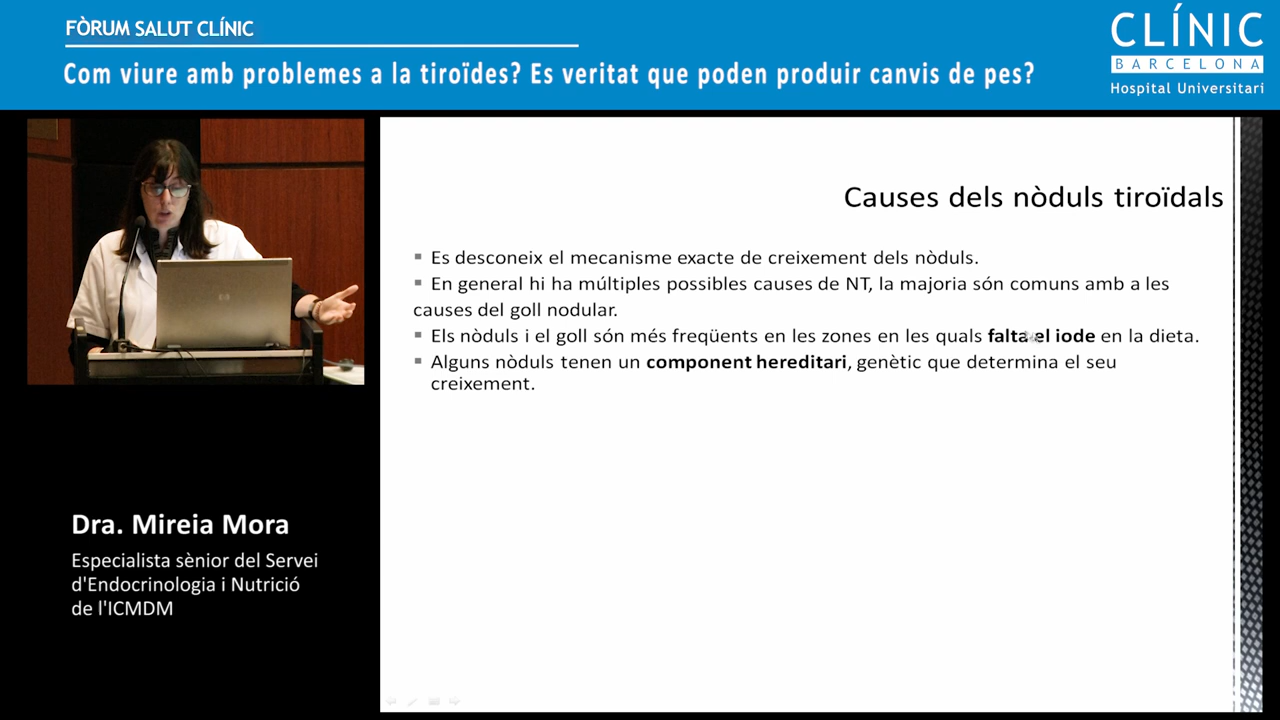 FÒRUM SALUT CLÍNIC
Com viure amb problemes a la tiroïdes? Es veritat que poden produir canvis de pes?
CLÍNIC
BARCELONA
Hospital Universitari
Causes dels nòduls tiroïdals
Es desconeix el mecanisme exacte de creixement dels nòduls.
En general hi ha múltiples possibles causes de NT, la majoria són comuns amb a les
causes del goll nodular.
Els nòduls i el goll són més freqüents en les zones en les quals falta el iode en la dieta.
Alguns nòduls tenen un component hereditari, genètic que determina el seu
creixement.
Dra. Mireia Mora
Especialista sènior del Servei
d'Endocrinologia i Nutrició
de l'ICMDM